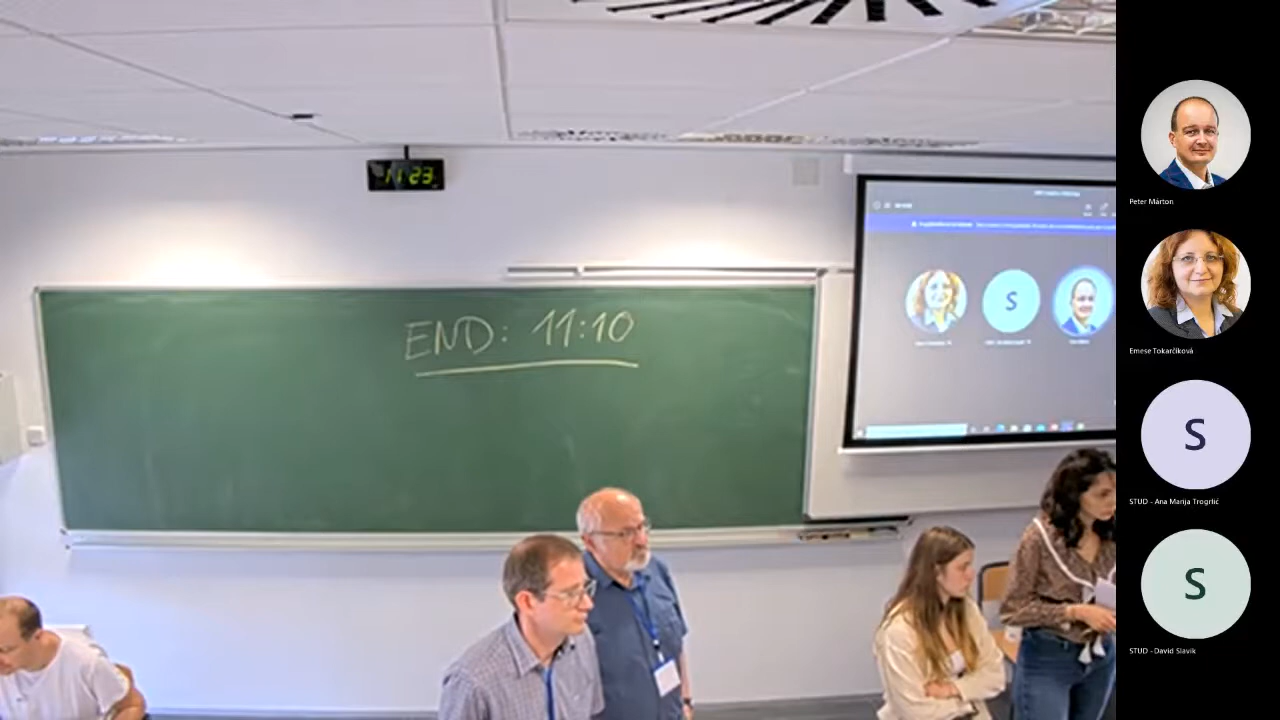 11:23
END: 11:10
S
Peter Márton
Emese Tokarčíková
S
STUD - Ana Marija Trogrlić
S
STUD - David Slavik